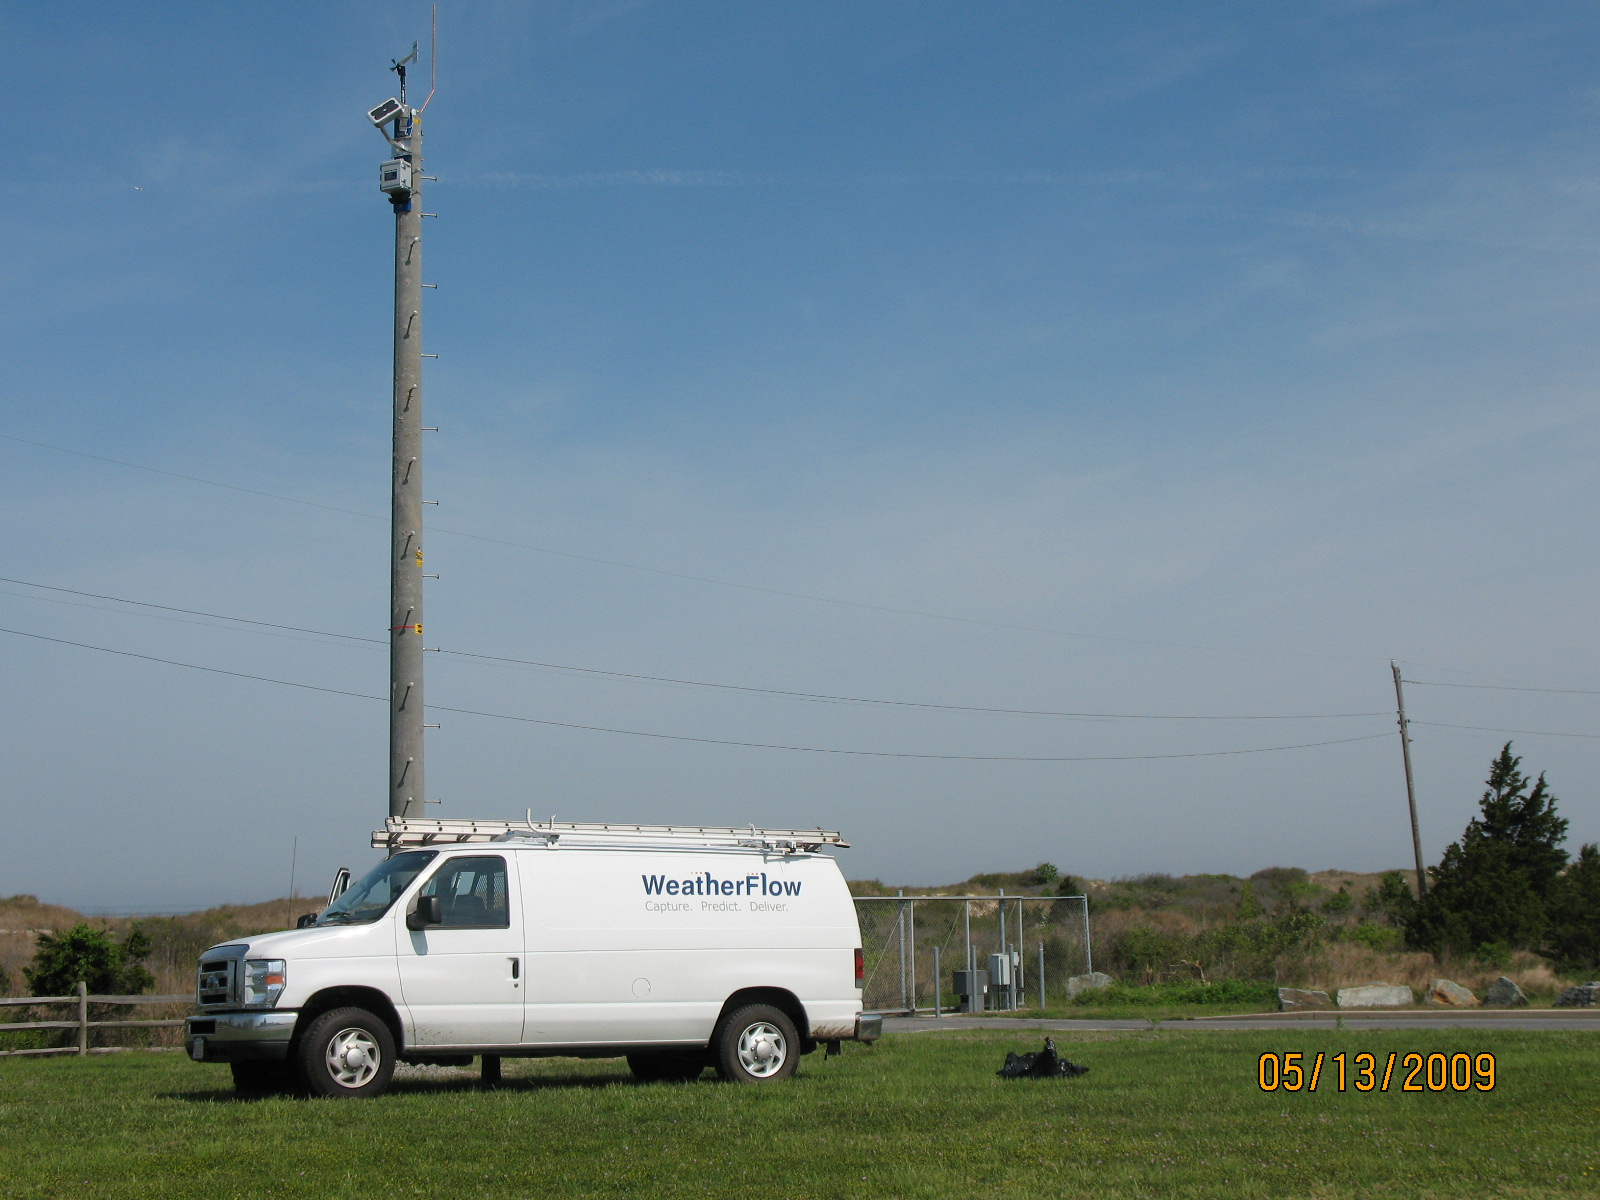 WeatherFlow
Capture. Predict. Deliver.
05/13/2009